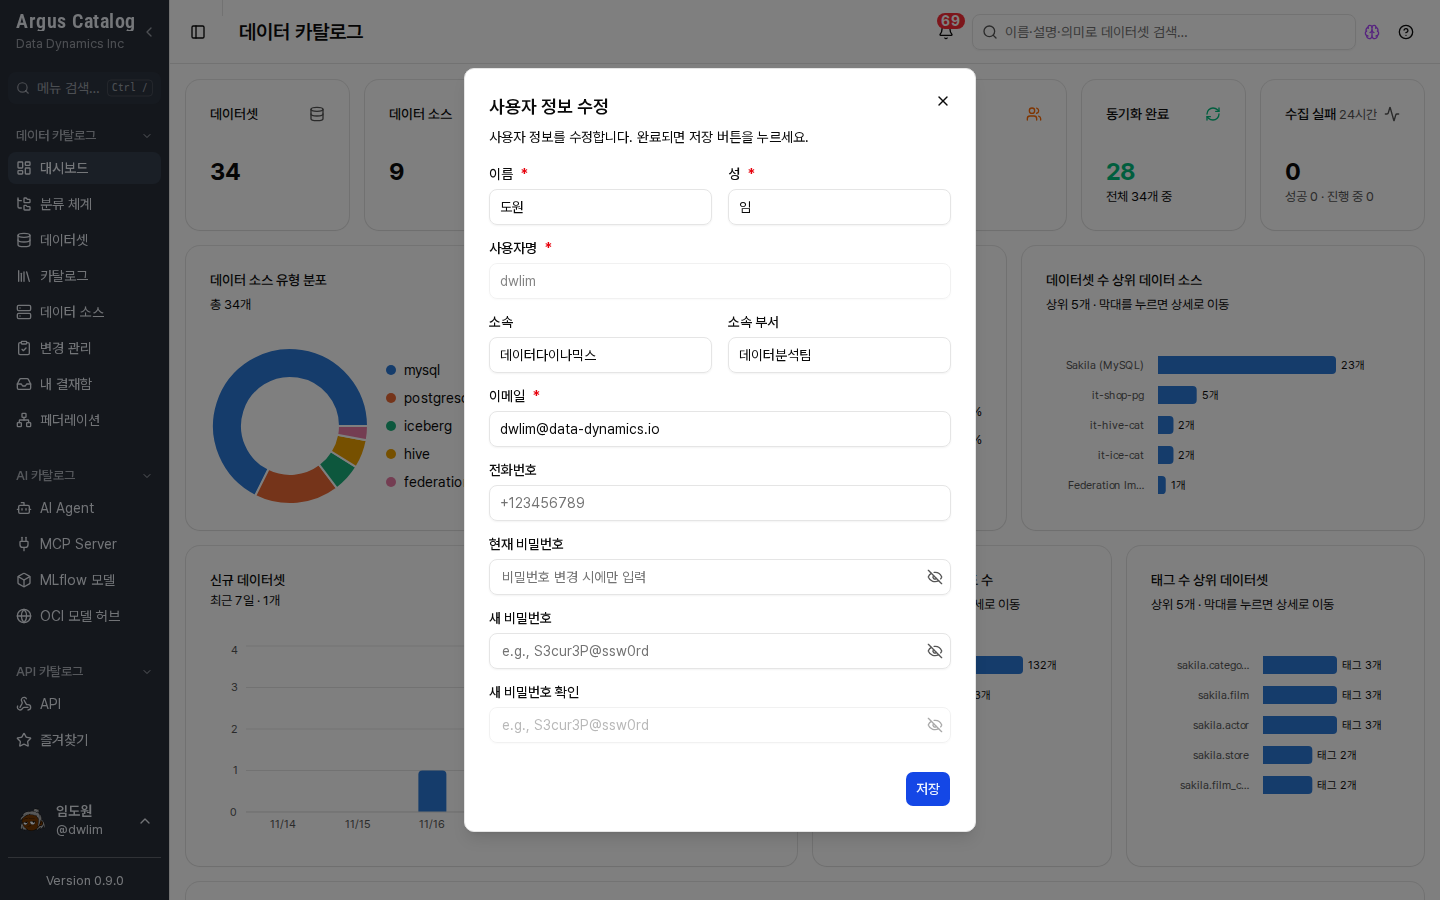 Argus Catalog
Data Dynamics Inc
메뉴 검색... Ctrl /
데이터 카탈로그
대시보드
분류 체계
데이터셋
카탈로그
데이터 소스
변경 관리
내 결재함
페더레이션
AI 카탈로그
AI Agent
MCP Server
MLflow 모델
OCI 모델 허브
API 카탈로그
API
즐겨찾기
임도원
@dwlim
Version 0.9.0
데이터 카탈로그
69
이름·설명·의미로 데이터셋 검색...
데이터셋
34
데이터 소스
9
동기화 완료
28
전체 34개 중
수집 실패 24시간
0
성공 0 · 진행 중 0
데이터 소스 유형 분포
총 34개
mysql
iceberg
hive
%
%
데이터셋 수 상위 데이터 소스
상위 5개 · 막대를 누르면 상세로 이동
Sakila (MySQL) 23개
it-shop-pg 5개
it-hive-cat 2개
it-ice-cat 2개
Federation Im... 1개
신규 데이터셋
최근 7일 · 1개
4
3
2
1
0
11/14 11/15 11/16
수
세로 이동
132개
3개
태그 수 상위 데이터셋
상위 5개 · 막대를 누르면 상세로 이동
sakila.catego... 태그 3개
sakila.film 태그 3개
sakila.actor 태그 3개
sakila.store 태그 2개
sakila.film_c... 태그 2개
사용자 정보 수정
사용자 정보를 수정합니다. 완료되면 저장 버튼을 누르세요.
이름 * 성 *
도원 임
사용자명 *
dwlim
소속 소속 부서
데이터다이나믹스 데이터분석팀
이메일 *
dwlim@data-dynamics.io
전화번호
+123456789
현재 비밀번호
비밀번호 변경 시에만 입력
새 비밀번호
e.g., S3cur3P@ssw0rd
새 비밀번호 확인
e.g., S3cur3P@ssw0rd
저장